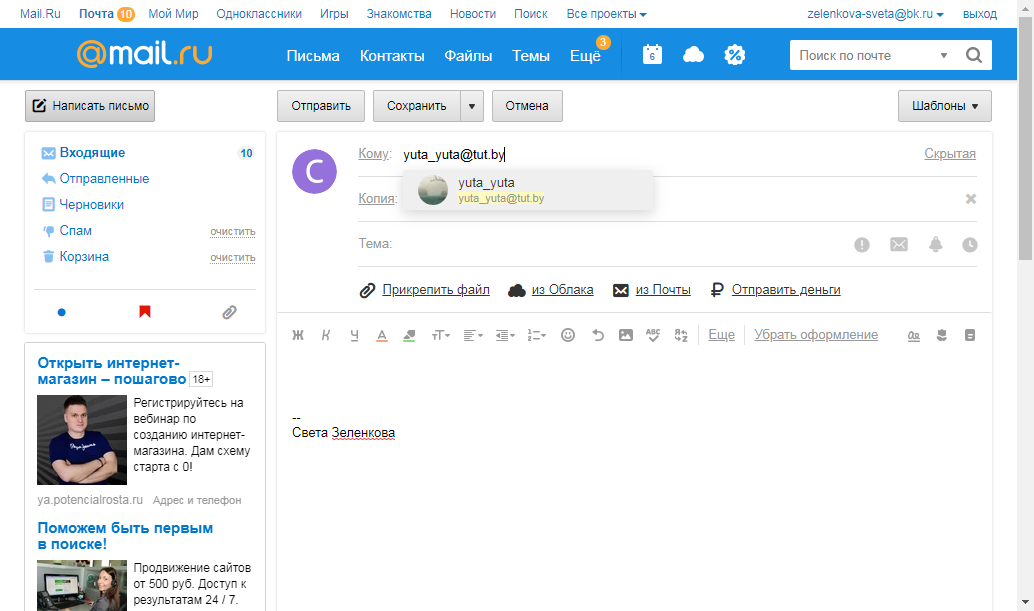 Mail.Ru Почта 10 Мой Мир Одноклассники Игры Знакомства Новости Поиск Все проекты zelenkova-sveta@bk.ru выход
@mail.ru Письма Контакты Файлы Темы Ещё 3 6 % Поиск по почте
Написать письмо Отправить Сохранить Отмена Шаблоны
Входящие 10
Отправленные
Черновики
Спам очистить
Корзина очистить
Открыть интернет-
магазин – пошагово 18+
Регистрируйтесь на
вебинар по
созданию интернет-
магазина. Дам схему
старта с 0!
ya.potencialrosta.ru Адрес и телефон
Поможем быть первым
в поиске!
Продвижение сайтов
от 500 руб. Доступ к
результатам 24 / 7.
С
Кому: yuta_yuta@tut.by Скрытая
yuta_yuta
yuta_yuta@tut.by
Копия:
Тема:
Прикрепить файл из Облака из Почты Отправить деньги
Ж К Ч А тТ ABC Еще Убрать оформление
--
Света Зеленкова